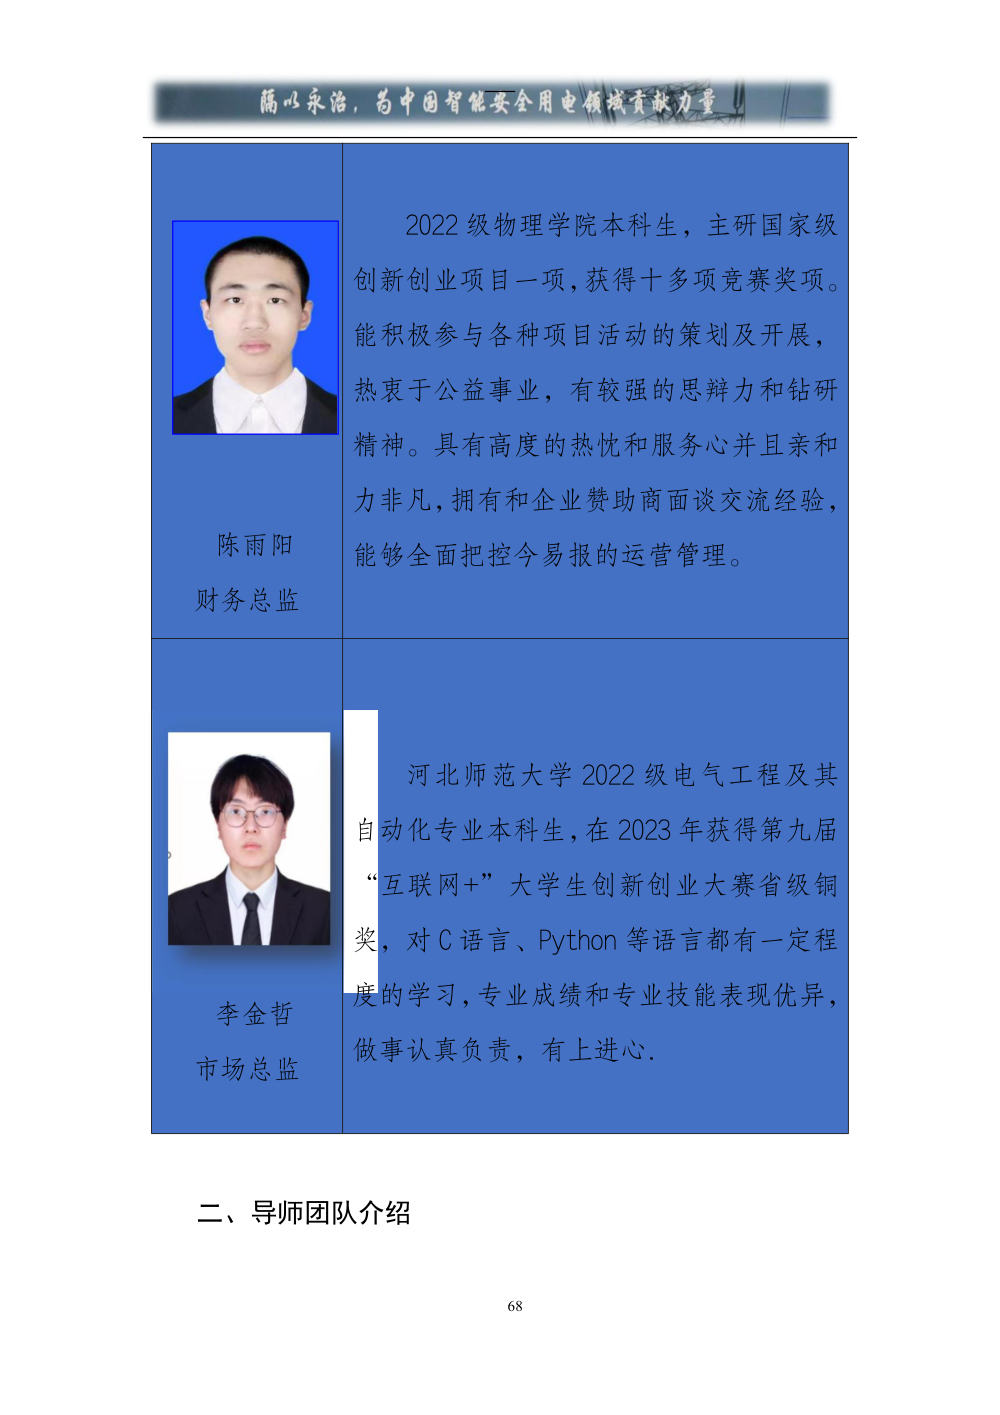 隔以永治，为中国智能安全用电领域贡献力量
2022 级物理学院本科生，主研国家级
创新创业项目一项，获得十多项竞赛奖项。
能积极参与各种项目活动的策划及开展，
热衷于公益事业，有较强的思辩力和钻研
精神。具有高度的热忱和服务心并且亲和
力非凡，拥有和企业赞助商面谈交流经验，
能够全面把控今易报的运营管理。
陈雨阳
财务总监
河北师范大学 2022 级电气工程及其
自动化专业本科生，在 2023 年获得第九届
“互联网+”大学生创新创业大赛省级铜
奖，对 C 语言、Python 等语言都有一定程
度的学习，专业成绩和专业技能表现优异，
做事认真负责，有上进心.
李金哲
市场总监
二、导师团队介绍
68